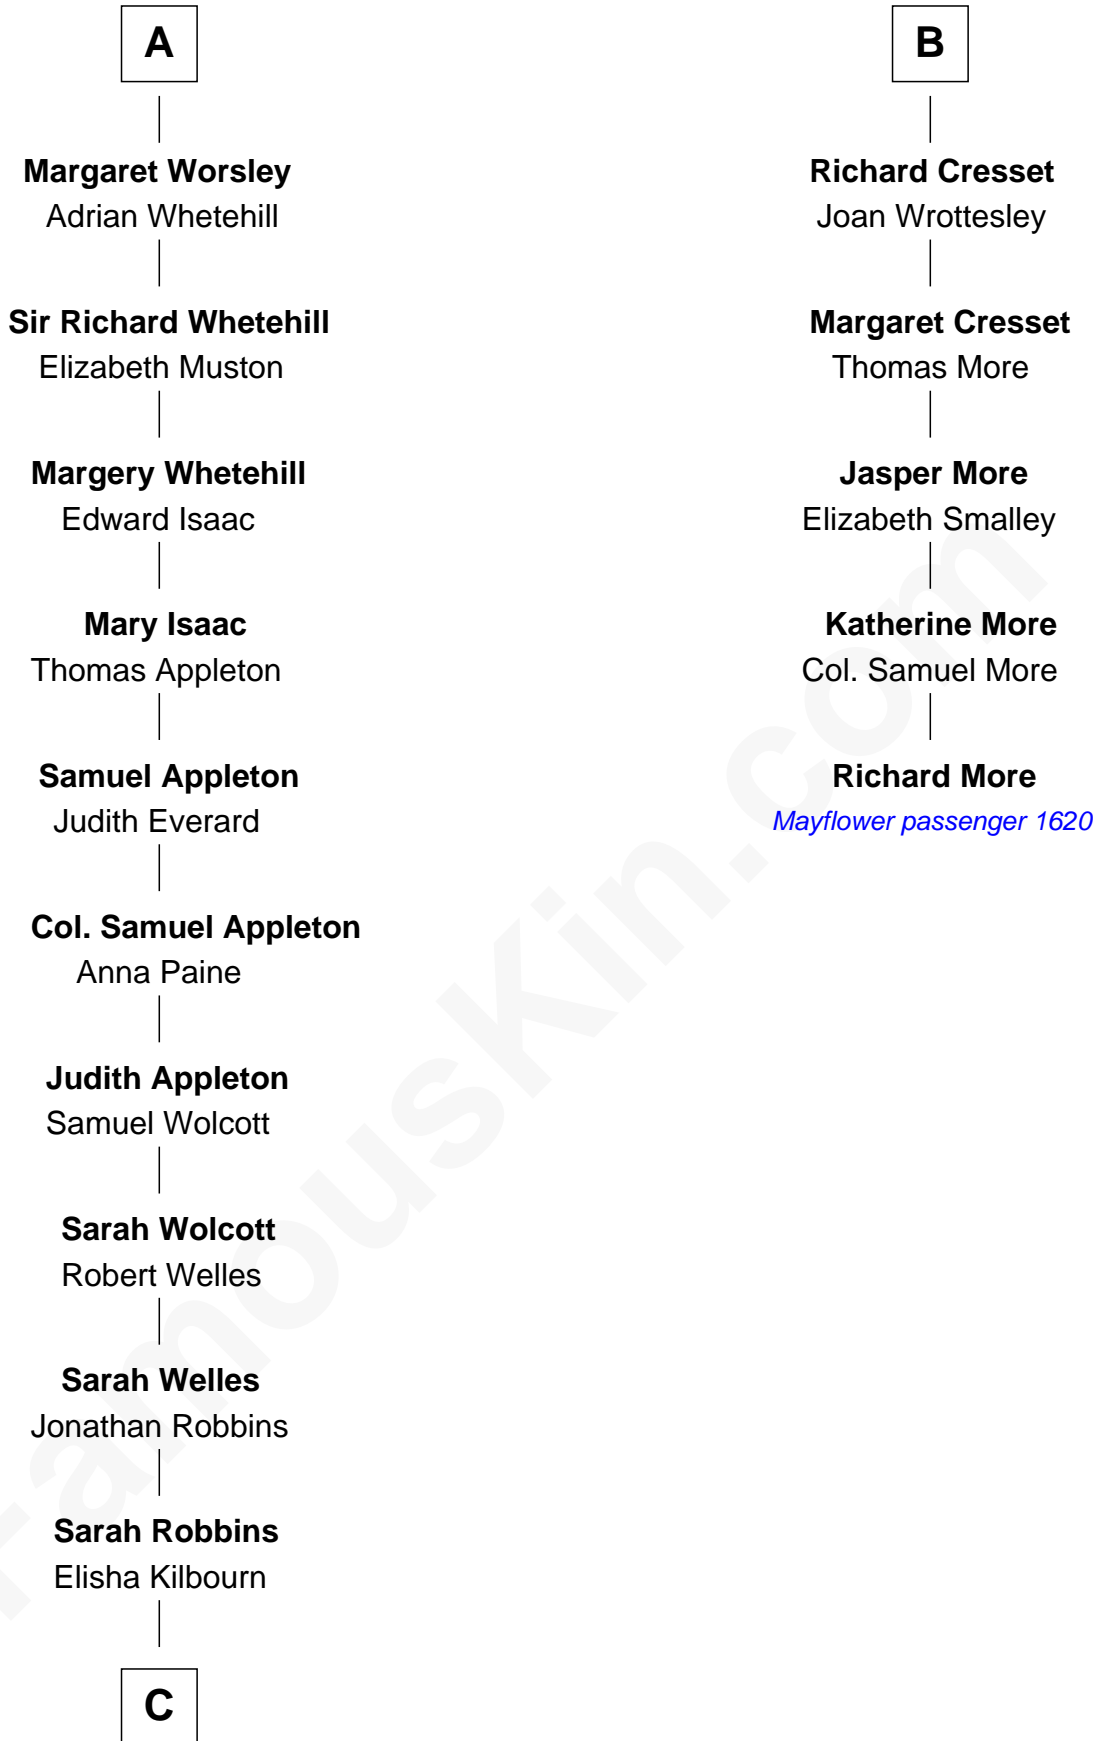 A
Margaret Worsley
Adrian Whetehill
Sir Richard Whetehill
Elizabeth Muston
Margery Whetehill
Edward Isaac
Mary Isaac
Thomas Appleton
Samuel Appleton
Judith Everard
Col. Samuel Appleton
Anna Paine
Judith Appleton
Samuel Wolcott
Sarah Wolcott
Robert Welles
Sarah Welles
Jonathan Robbins
Sarah Robbins
Elisha Kilbourn
C
B
Richard Cresset
Joan Wrottesley
Margaret Cresset
Thomas More
Jasper More
Elizabeth Smalley
Katherine More
Col. Samuel More
Richard More
Mayflower passenger 1620
FamousKin.com